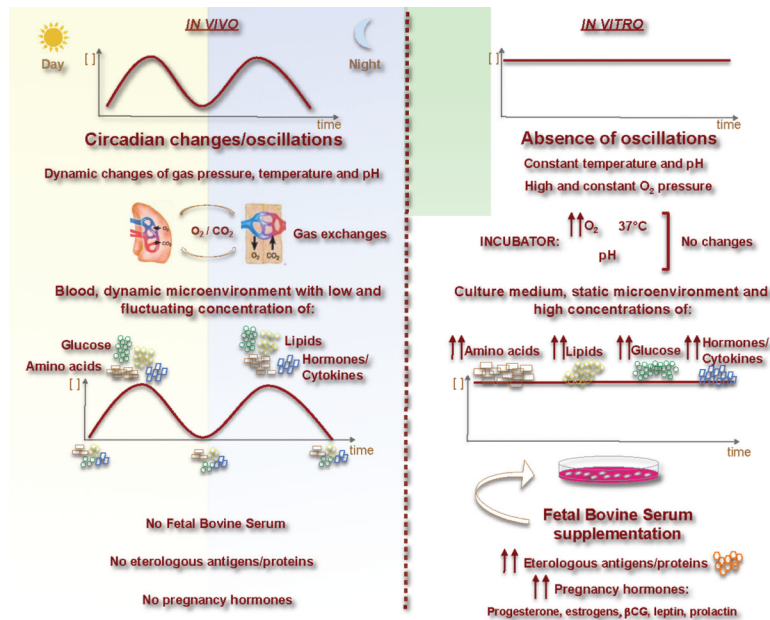 IN VIVO
Day
Night
[ ]
time
Circadian changes/oscillations
Dynamic changes of gas pressure, temperature and pH
O2
CO2
O2 / CO2
O2
CO2
Gas exchanges
Blood, dynamic microenvironment with low and
fluctuating concentration of:
Glucose
Lipids
Amino acids
Hormones/
Cytokines
[ ]
time
No Fetal Bovine Serum
No eterologous antigens/proteins
No pregnancy hormones
IN VITRO
[ ]
time
Absence of oscillations
Constant temperature and pH
High and constant O2 pressure
INCUBATOR:
O2
37°C
pH
No changes
Culture medium, static microenvironment and
high concentrations of:
Amino acids
Lipids
Glucose
Hormones/
Cytokines
[ ]
time
Fetal Bovine Serum
supplementation
Eterologous antigens/proteins
Pregnancy hormones:
Progesterone, estrogens, βCG, leptin, prolactin